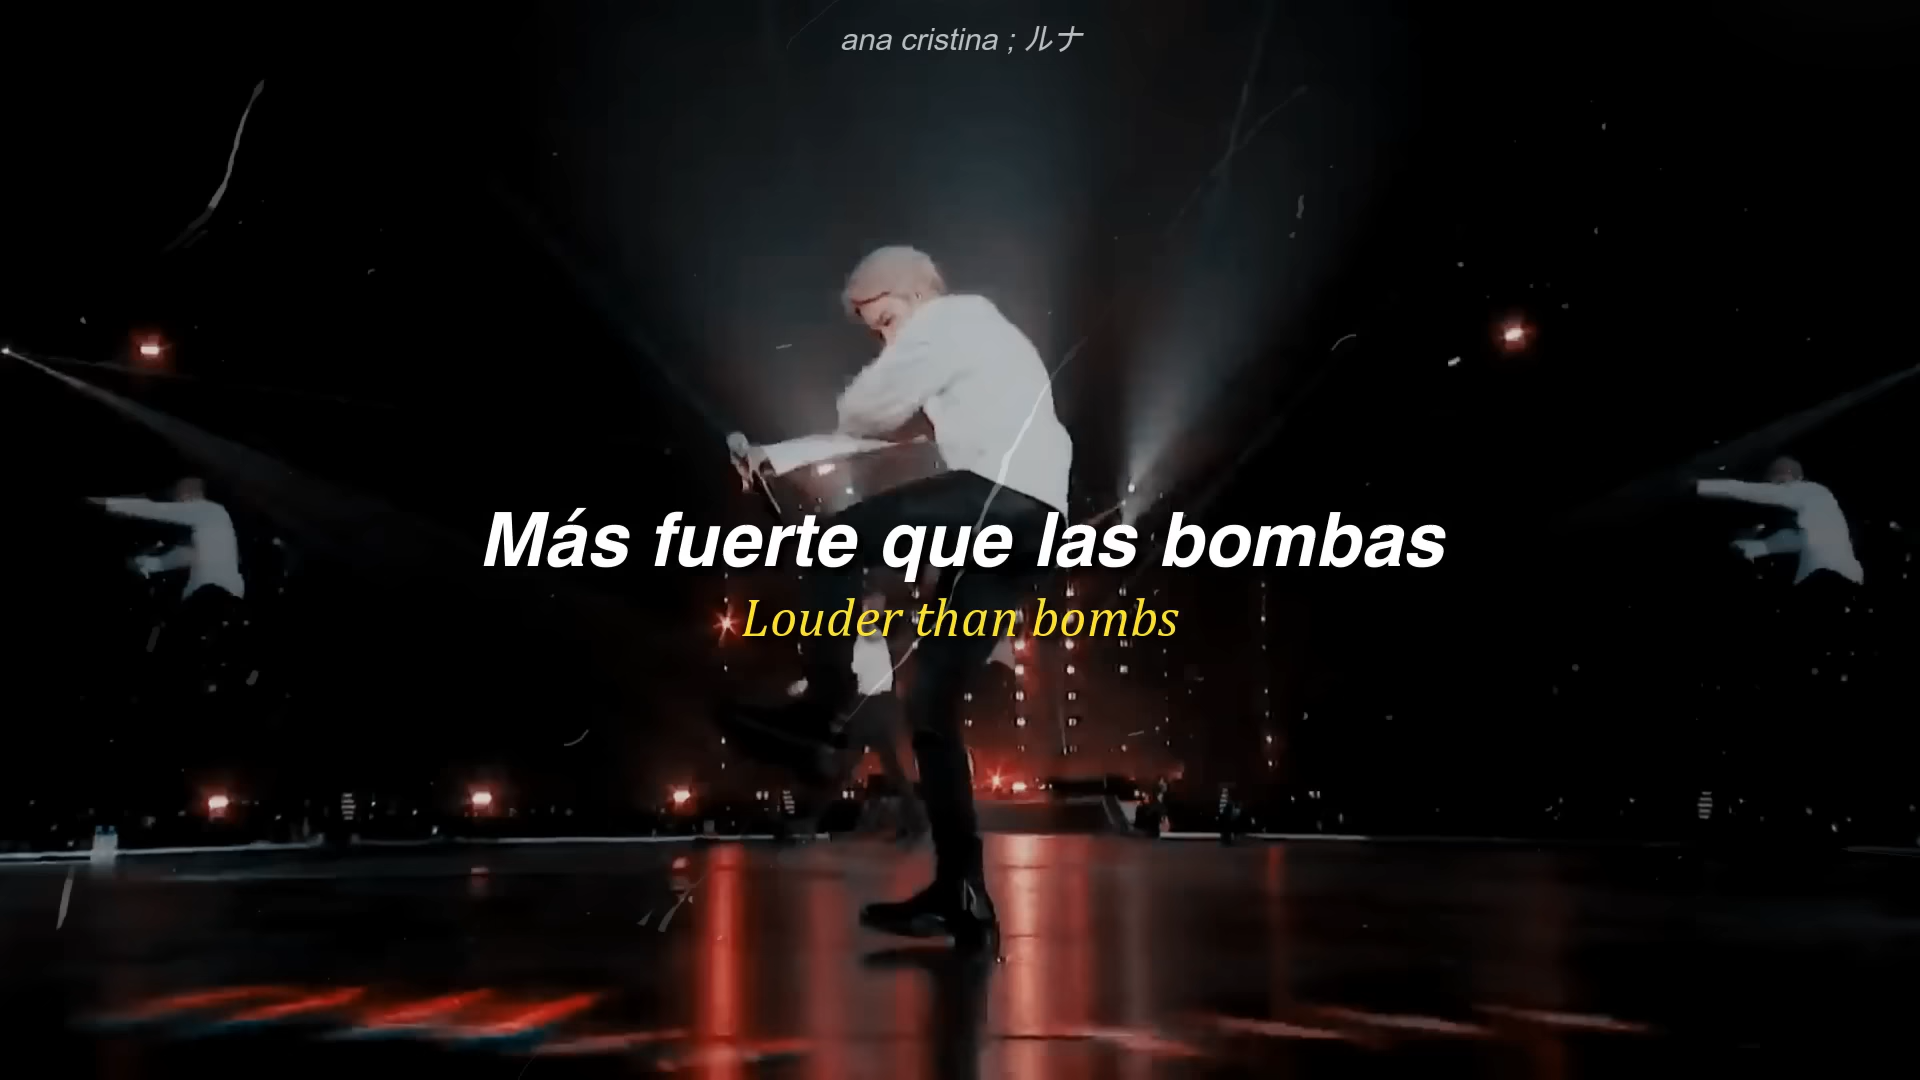 ana cristina ; ルナ
Más fuerte que las bombas
Louder than bombs